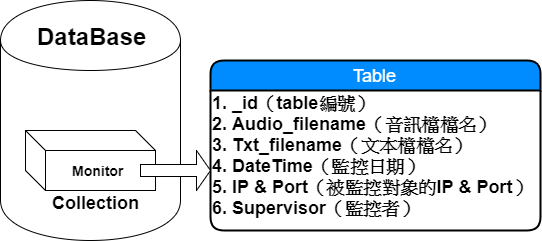 DataBase
Monitor
Collection
Table
1. _id（table編號）
2. Audio_filename（音訊檔檔名）
3. Txt_filename（文本檔檔名）
4. DateTime（監控日期）
5. IP & Port（被監控對象的IP & Port）
6. Supervisor（監控者）